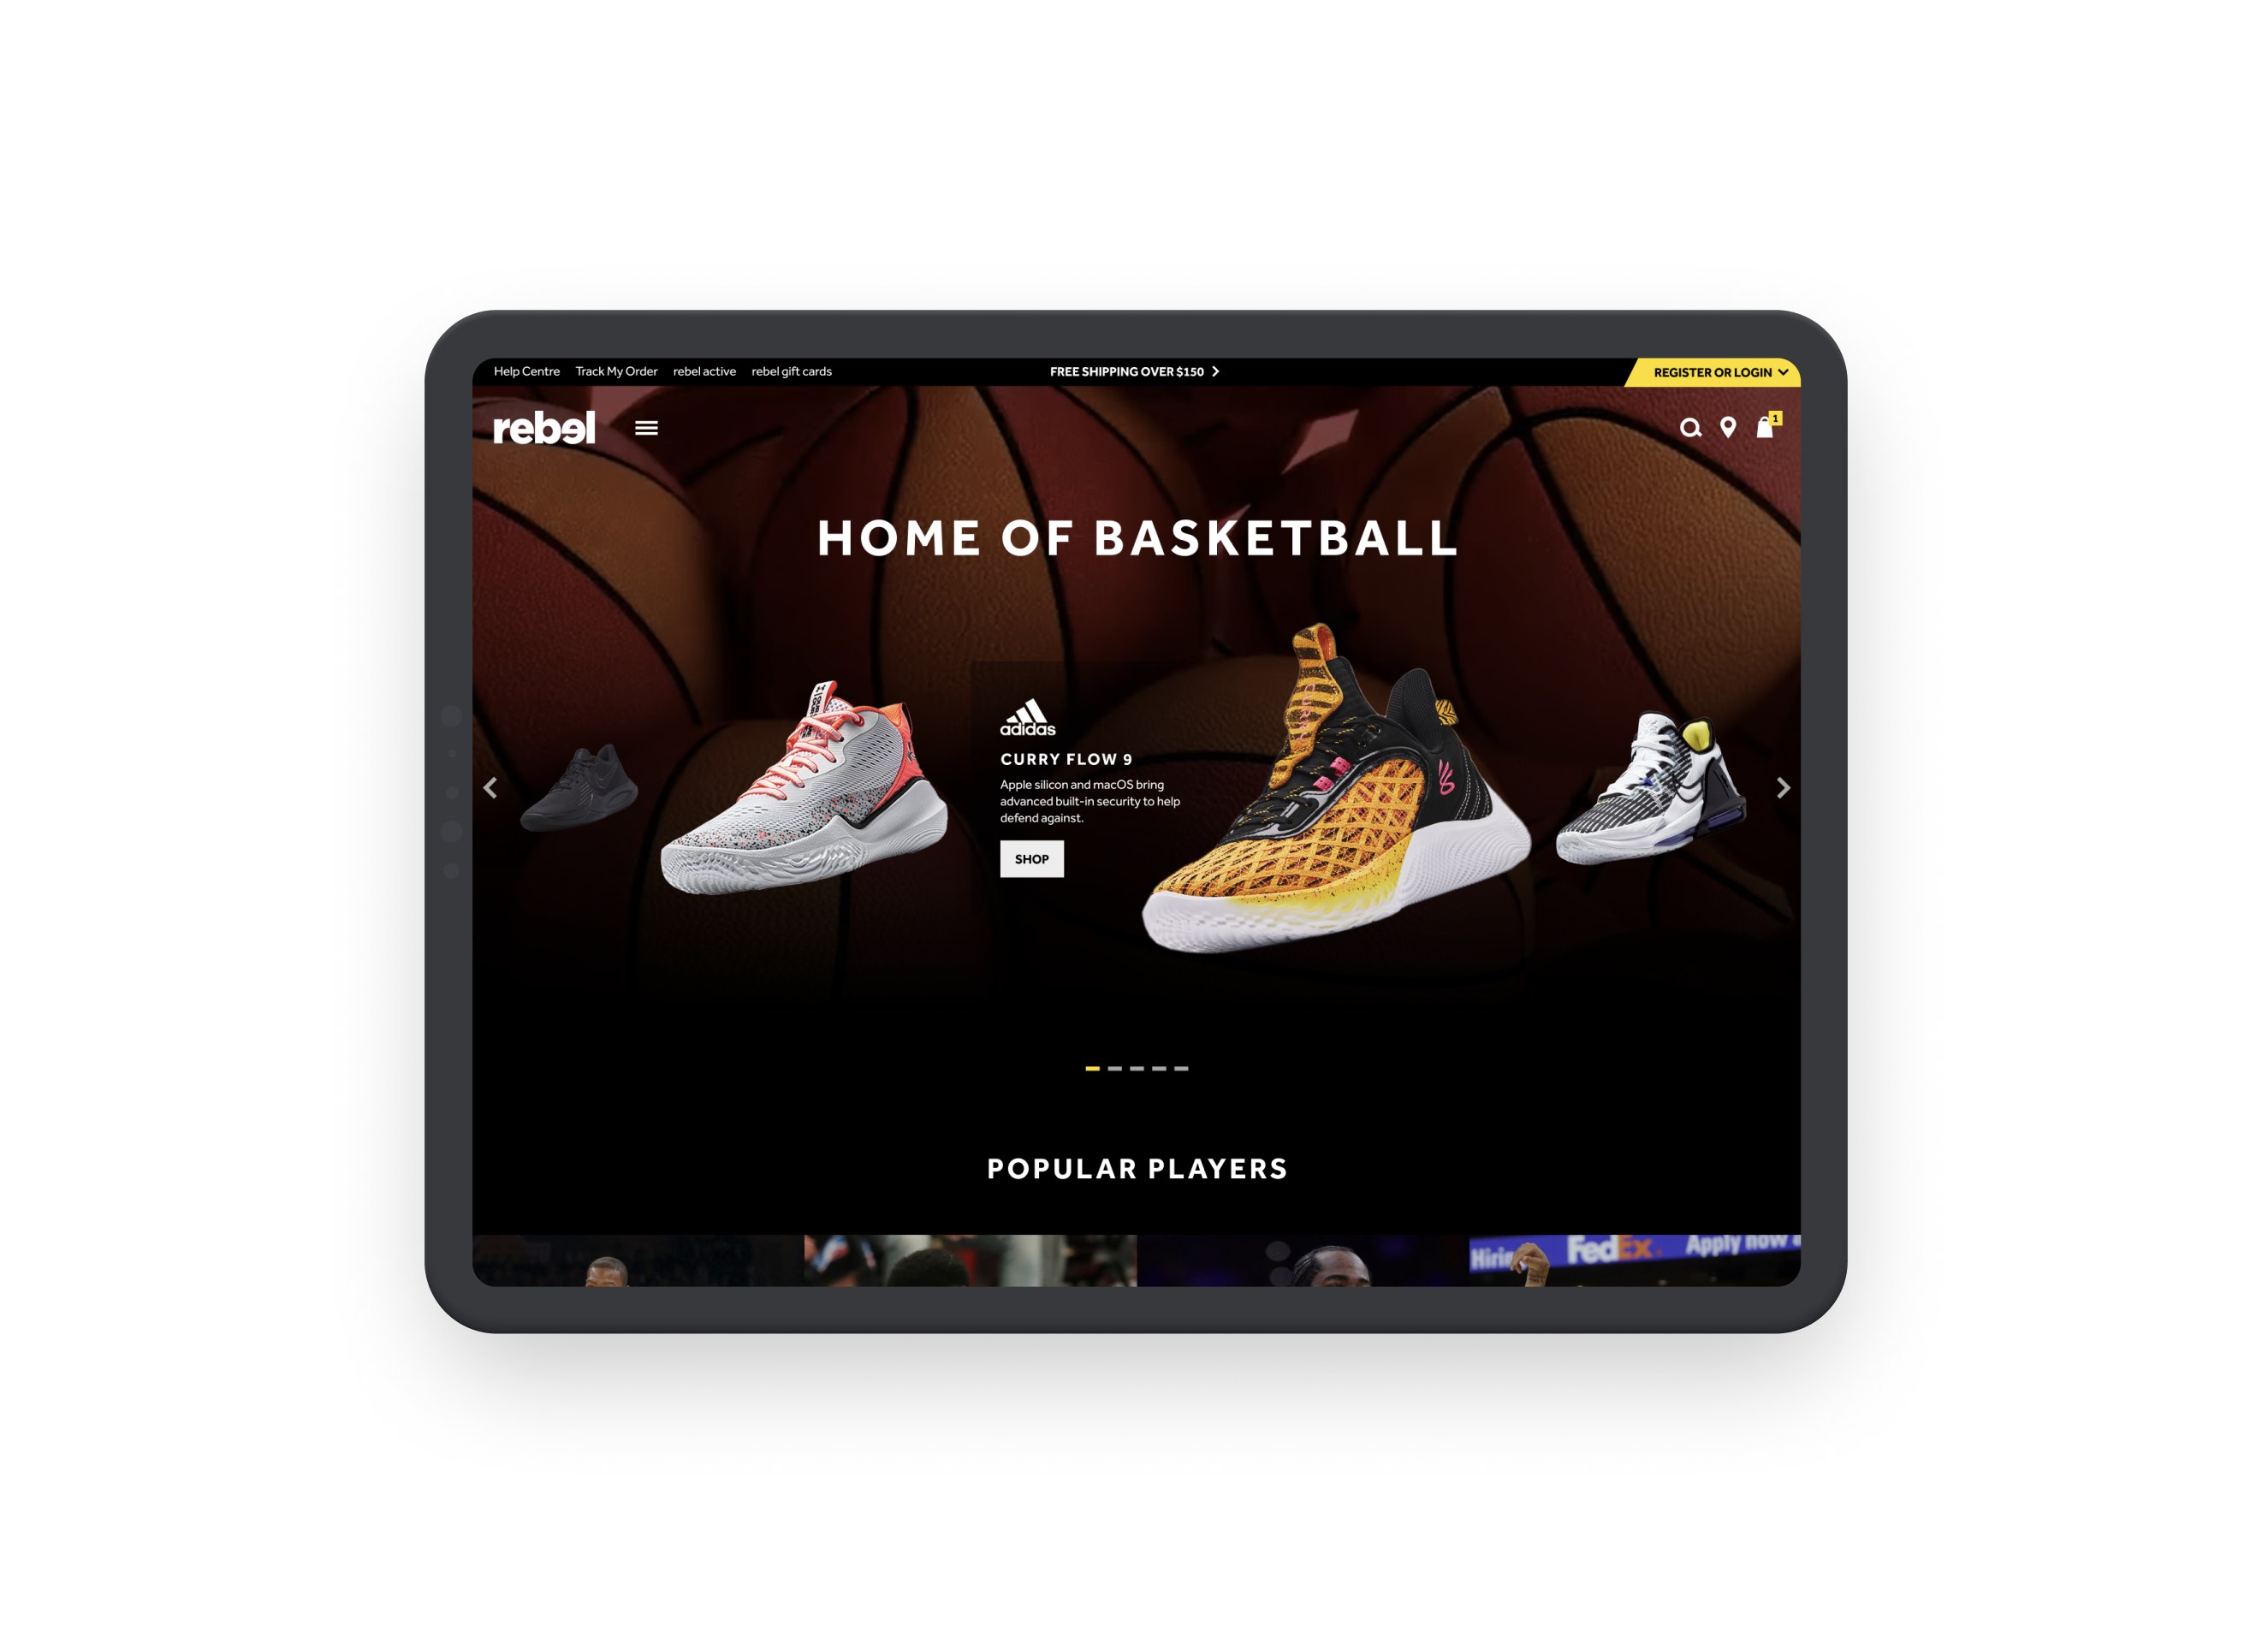 Help Centre Track My Order rebel active rebel gift cards FREE SHIPPING OVER $150 REGISTER OR LOGIN
rebel 1
HOME OF BASKETBALL
adidas
CURRY FLOW 9
Apple silicon and macOS bring
advanced built-in security to help
defend against.
SHOP
POPULAR PLAYERS
FedEx Apply now